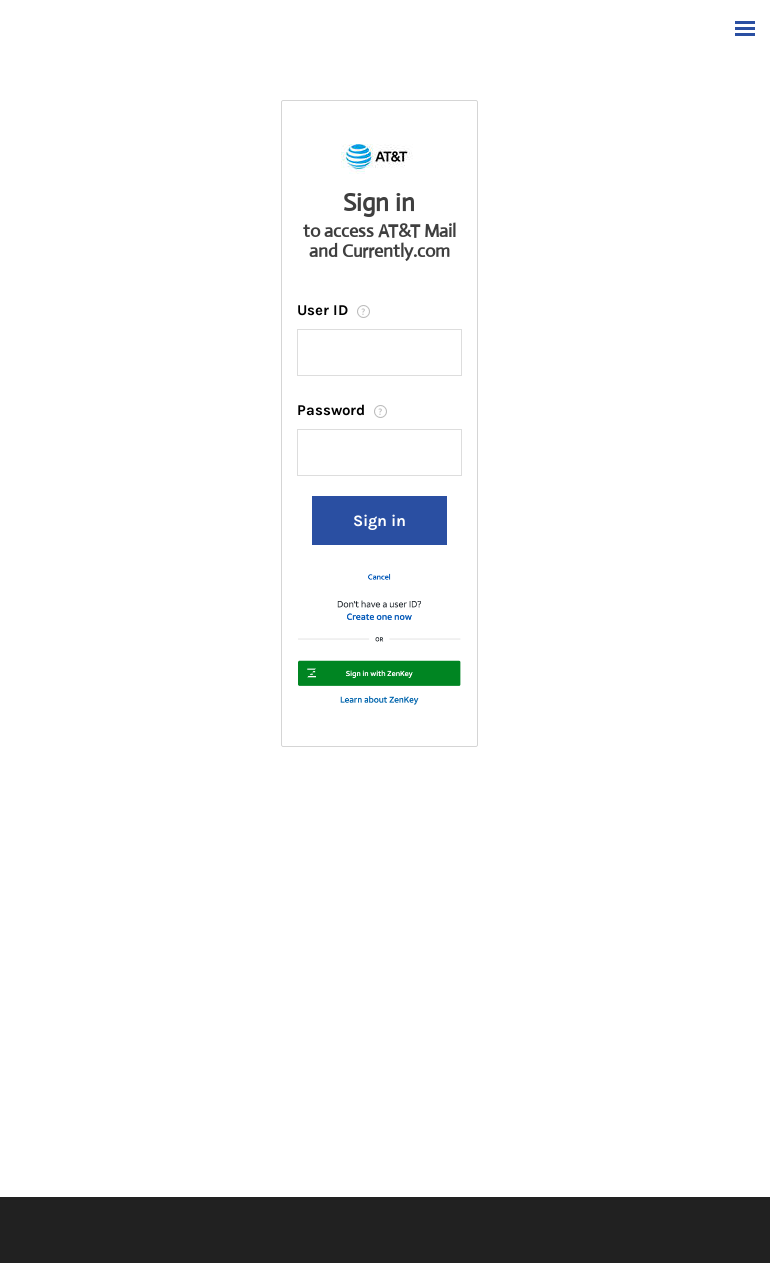 AT&T
Sign in
to access AT&T Mail
and Currently.com
User ID ?
Password ?
Sign in
Cancel
Don't have a user ID?
Create one now
OR
Sign in with ZenKey
Learn about ZenKey